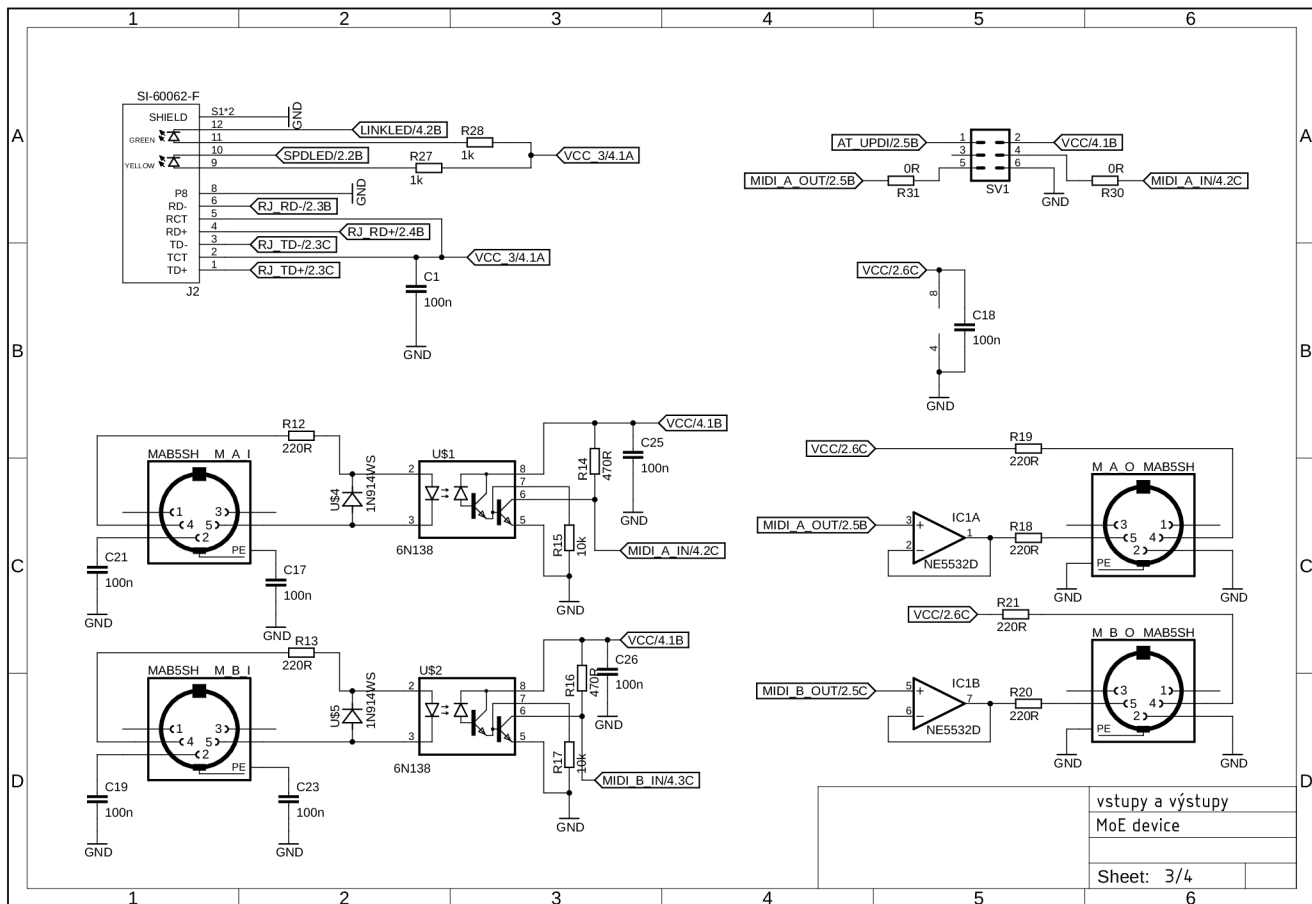 1 2 3 4 5 6
A A
B B
C C
D D
SI-60062-F
SHIELD S1*2 GND
12 LINKLED/4.2B
GREEN 11 R28 1k
10 SPDLED/2.2B
YELLOW 9 R27 1k VCC_3/4.1A
P8 8 GND
RD- 6 RJ_RD-/2.3B
RCT 5
RD+ 4 RJ_RD+/2.4B
TD- 3 RJ_TD-/2.3C
TCT 2 VCC_3/4.1A
TD+ 1 RJ_TD+/2.3C
J2
C1
100n
GND
AT_UPDI/2.5B 1 2 VCC/4.1B
3 4
MIDI_A_OUT/2.5B 0R R31 5 6 0R R30 MIDI_A_IN/4.2C
SV1
GND
VCC/2.6C
8
C18
100n
4
GND
R12
220R
MAB5SH M_A_I
1 3
4 5
2
PE
C21
100n
GND
C17
100n
GND
U$4
1N914WS
U$1
2 8
7
6
3 5
6N138
R14
470R
C25
100n
GND
VCC/4.1B
R15
10k
MIDI_A_IN/4.2C
GND
R13
220R
MAB5SH M_B_I
1 3
4 5
2
PE
C19
100n
GND
C23
100n
GND
U$5
1N914WS
U$2
2 8
7
6
3 5
6N138
R16
470R
C26
100n
GND
VCC/4.1B
R17
10k
MIDI_B_IN/4.3C
GND
VCC/2.6C
R19
220R
M_A_O MAB5SH
3 1
5 4
2
PE
MIDI_A_OUT/2.5B
3 + IC1A
2 − 1
NE5532D
R18
220R
GND GND
VCC/2.6C
R21
220R
M_B_O MAB5SH
3 1
5 4
2
PE
MIDI_B_OUT/2.5C
5 + IC1B
6 − 7
NE5532D
R20
220R
GND GND
vstupy a výstupy
MoE device
Sheet: 3/4
1 2 3 4 5 6